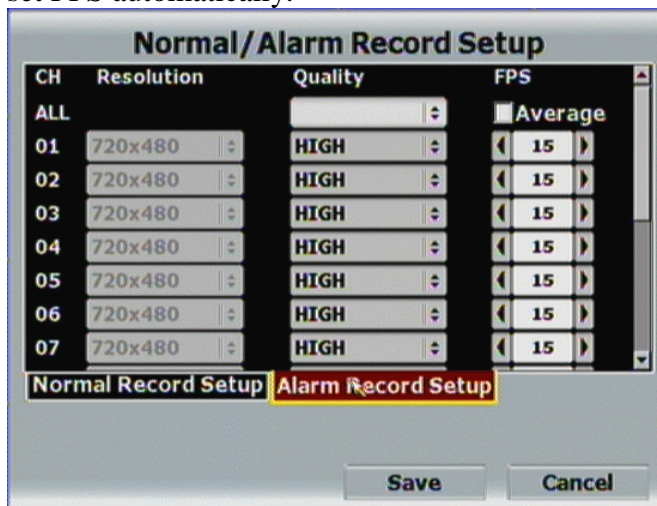 set FPS automatically.
Normal/Alarm Record Setup
CH Resolution Quality FPS
ALL Average
01 720x480 HIGH 15
02 720x480 HIGH 15
03 720x480 HIGH 15
04 720x480 HIGH 15
05 720x480 HIGH 15
06 720x480 HIGH 15
07 720x480 HIGH 15
Normal Record Setup Alarm Record Setup
Save Cancel